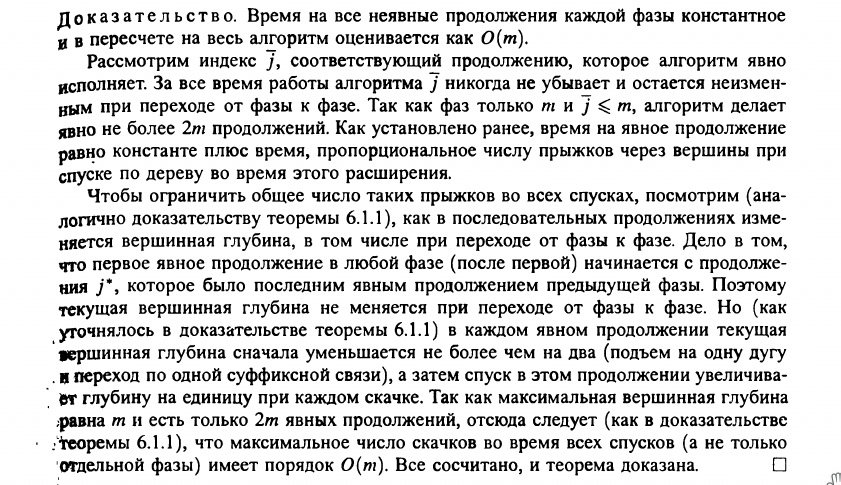 Доказательство. Время на все неявные продолжения каждой фазы константное
и в пересчете на весь алгоритм оценивается как O(m).
Рассмотрим индекс j̅, соответствующий продолжению, которое алгоритм явно
исполняет. За все время работы алгоритма j̅ никогда не убывает и остается неизмен-
ным при переходе от фазы к фазе. Так как фаз только m и j̅ ⩽ m, алгоритм делает
явно не более 2m продолжений. Как установлено ранее, время на явное продолжение
равно константе плюс время, пропорциональное числу прыжков через вершины при
спуске по дереву во время этого расширения.
Чтобы ограничить общее число таких прыжков во всех спусках, посмотрим (ана-
логично доказательству теоремы 6.1.1), как в последовательных продолжениях изме-
няется вершинная глубина, в том числе при переходе от фазы к фазе. Дело в том,
что первое явное продолжение в любой фазе (после первой) начинается с продолже-
ния j*, которое было последним явным продолжением предыдущей фазы. Поэтому
текущая вершинная глубина не меняется при переходе от фазы к фазе. Но (как
уточнялось в доказательстве теоремы 6.1.1) в каждом явном продолжении текущая
вершинная глубина сначала уменьшается не более чем на два (подъем на одну дугу
и переход по одной суффиксной связи), а затем спуск в этом продолжении увеличива-
ет глубину на единицу при каждом скачке. Так как максимальная вершинная глубина
равна m и есть только 2m явных продолжений, отсюда следует (как в доказательстве
теоремы 6.1.1), что максимальное число скачков во время всех спусков (а не только
отдельной фазы) имеет порядок O(m). Все сосчитано, и теорема доказана. □